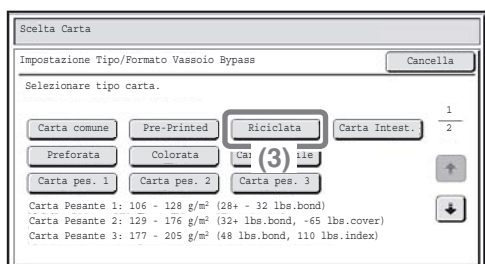 Scelta Carta
Impostazione Tipo/Formato Vassoio Bypass
Cancella
Selezionare tipo carta.
1
2
Carta comune
Pre-Printed
Riciclata
Carta Intest.
Preforata
Colorata
(3)
Carta pes. 1
Carta pes. 2
Carta pes. 3
Carta Pesante 1: 106 - 128 g/m² (28+ - 32 lbs.bond)
Carta Pesante 2: 129 - 176 g/m² (32+ lbs.bond, -65 lbs.cover)
Carta Pesante 3: 177 - 205 g/m² (48 lbs.bond, 110 lbs.index)